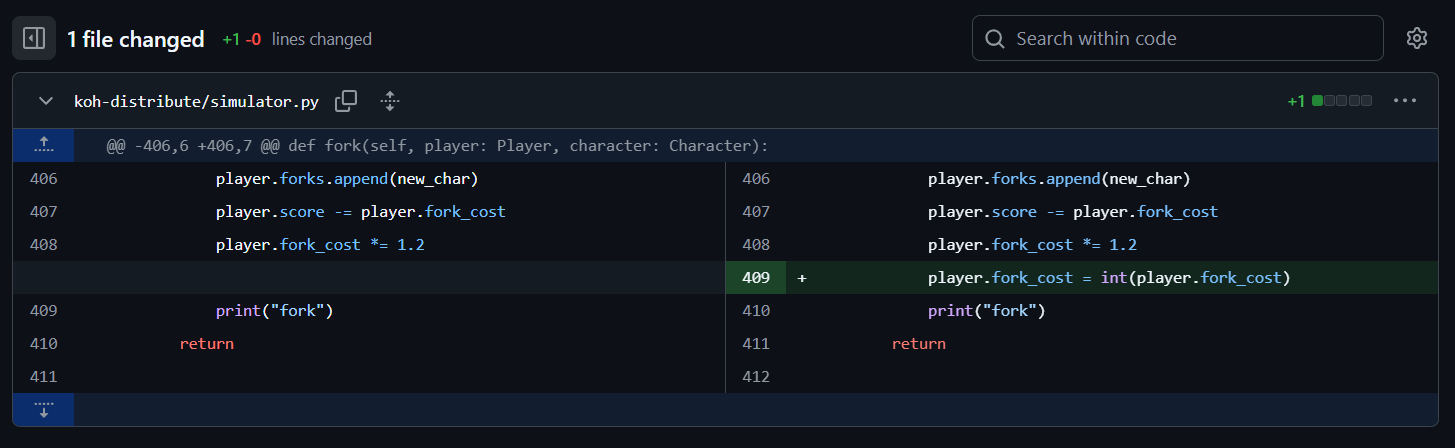 1 file changed +1 -0 lines changed Search within code
koh-distribute/simulator.py +1
@@ -406,6 +406,7 @@ def fork(self, player: Player, character: Character):
406 player.forks.append(new_char) 406 player.forks.append(new_char)
407 player.score -= player.fork_cost 407 player.score -= player.fork_cost
408 player.fork_cost *= 1.2 408 player.fork_cost *= 1.2
409 + player.fork_cost = int(player.fork_cost)
409 print("fork") 410 print("fork")
410 return 411 return
411 412